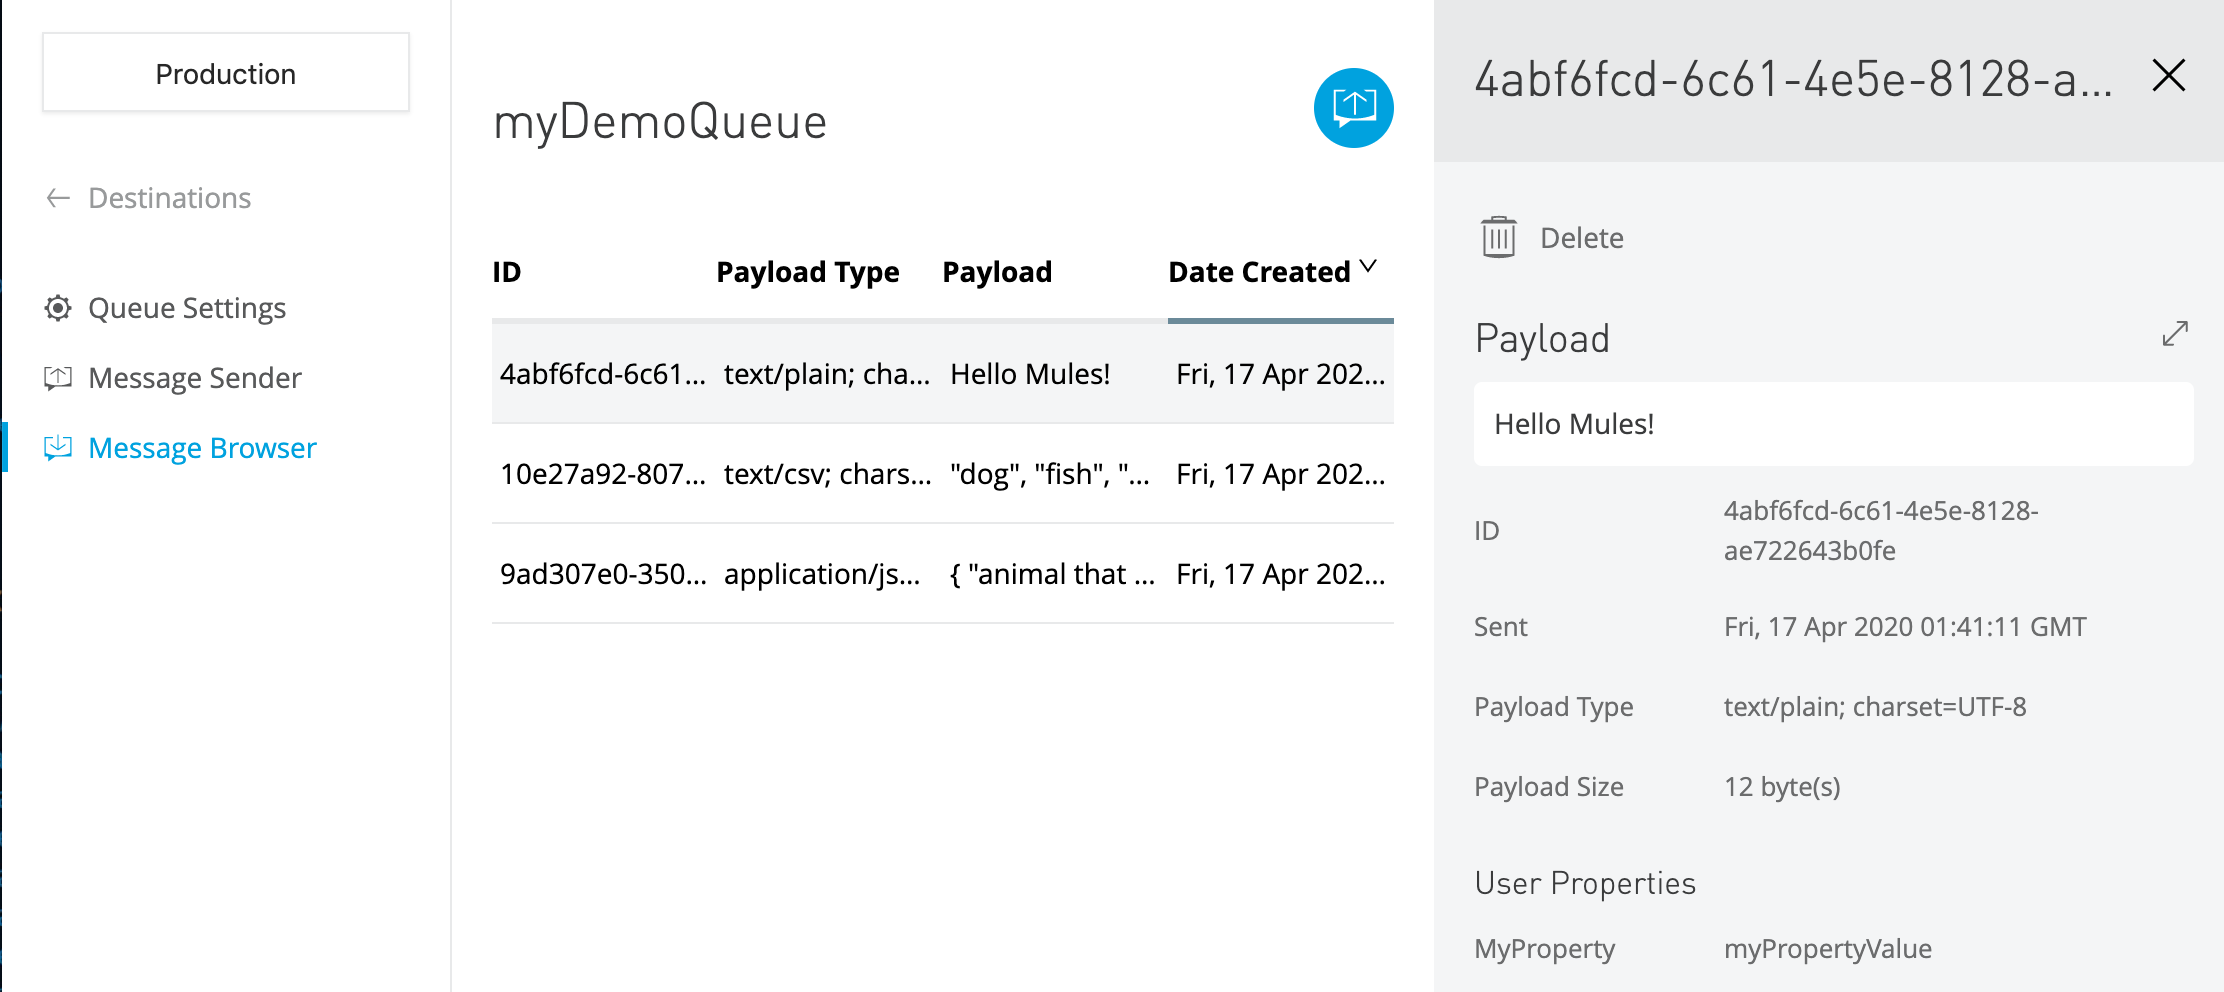 Production
← Destinations
Queue Settings
Message Sender
Message Browser
myDemoQueue
ID Payload Type Payload Date Created
4abf6fcd-6c61... text/plain; cha... Hello Mules! Fri, 17 Apr 202...
10e27a92-807... text/csv; chars... "dog", "fish", "... Fri, 17 Apr 202...
9ad307e0-350... application/js... { "animal that ... Fri, 17 Apr 202...
4abf6fcd-6c61-4e5e-8128-a...
Delete
Payload
Hello Mules!
ID 4abf6fcd-6c61-4e5e-8128-
ae722643b0fe
Sent Fri, 17 Apr 2020 01:41:11 GMT
Payload Type text/plain; charset=UTF-8
Payload Size 12 byte(s)
User Properties
MyProperty myPropertyValue